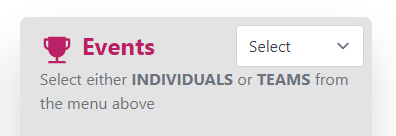 Events
Select
Select either INDIVIDUALS or TEAMS from
the menu above